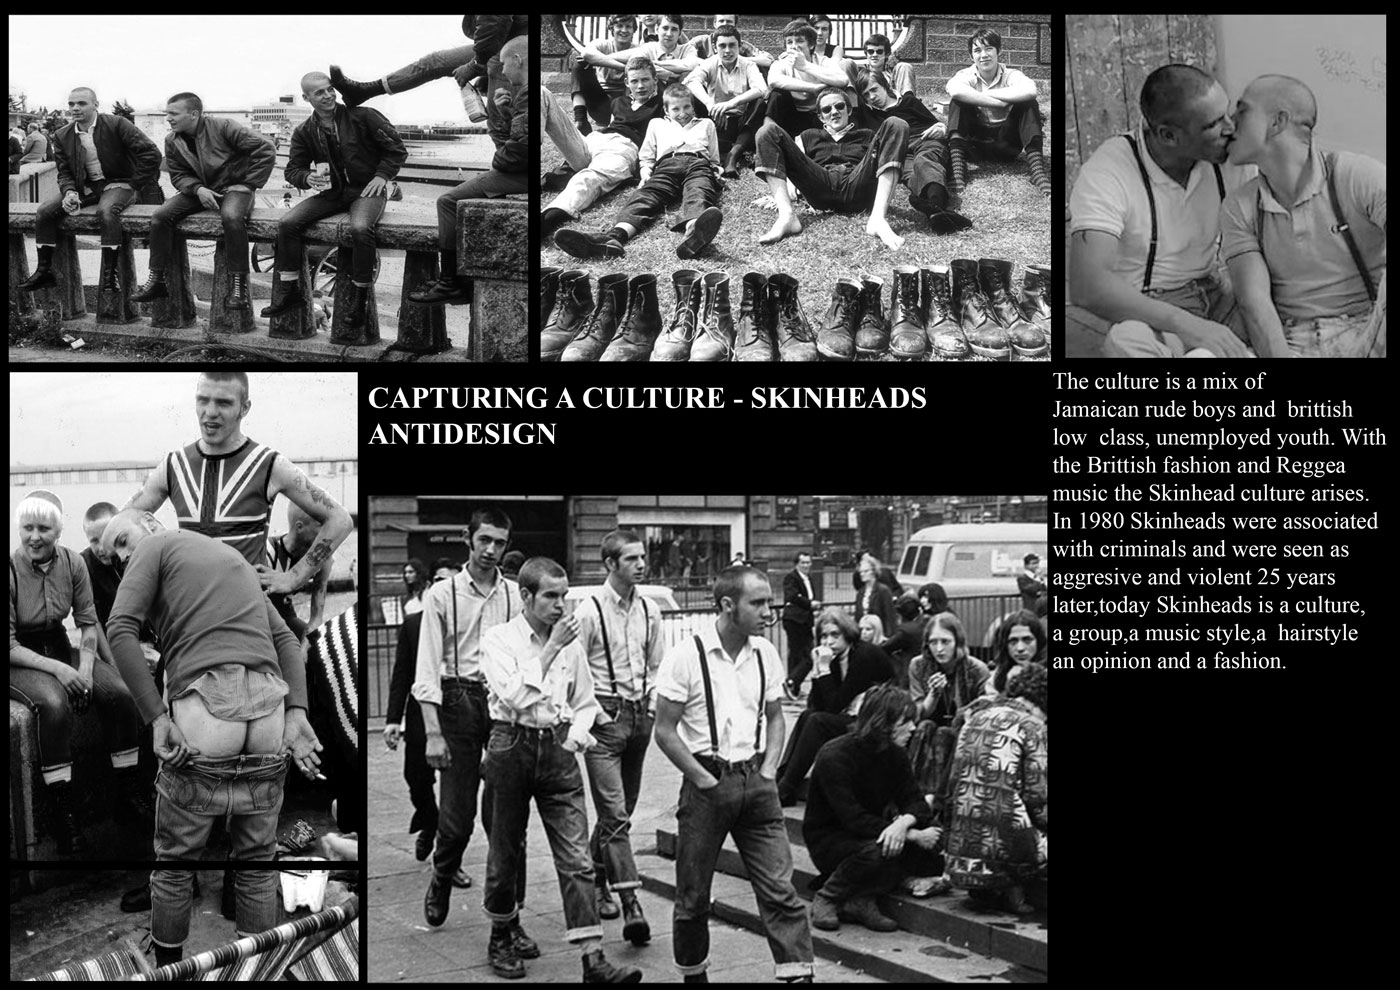 CAPTURING A CULTURE - SKINHEADS
ANTIDESIGN
The culture is a mix of
Jamaican rude boys and brittish
low class, unemployed youth. With
the Brittish fashion and Reggea
music the Skinhead culture arises.
In 1980 Skinheads were associated
with criminals and were seen as
aggresive and violent 25 years
later,today Skinheads is a culture,
a group,a music style,a hairstyle
an opinion and a fashion.